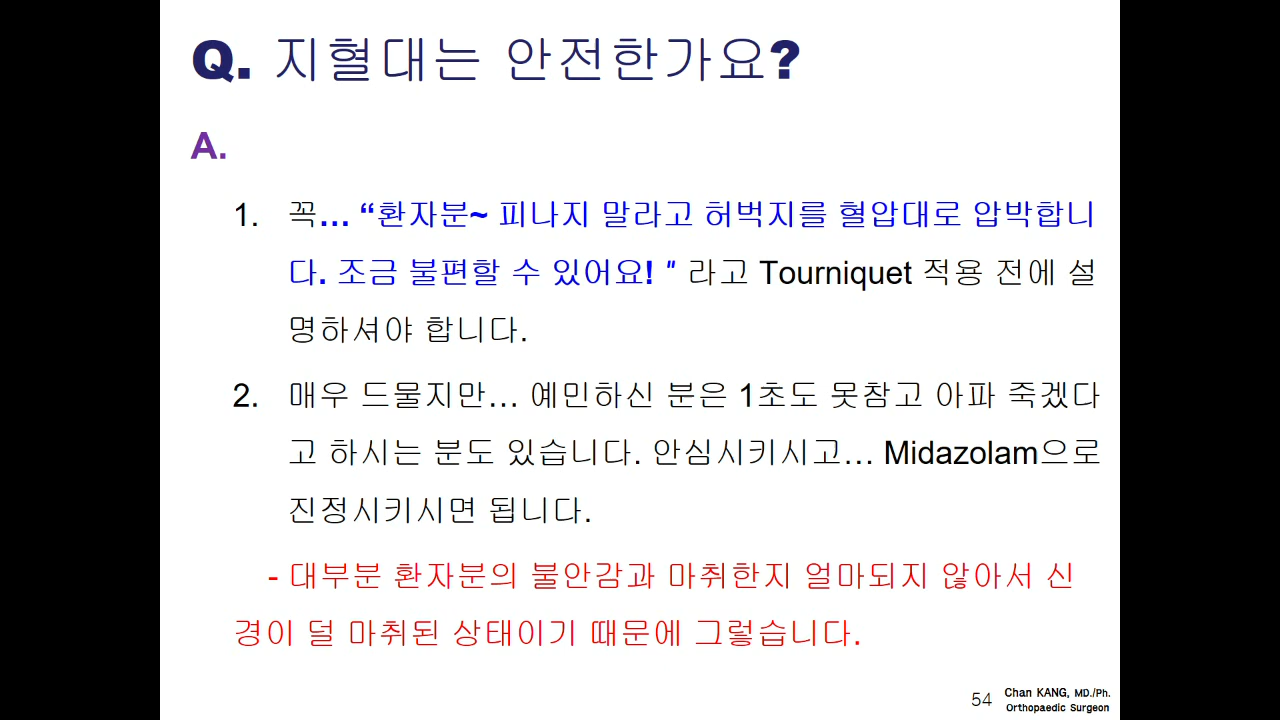 Q. 지혈대는 안전한가요?
A.
1. 꼭... “환자분~ 피나지 말라고 허벅지를 혈압대로 압박합니
다. 조금 불편할 수 있어요! ” 라고 Tourniquet 적용 전에 설
명하셔야 합니다.
2. 매우 드물지만... 예민하신 분은 1초도 못참고 아파 죽겠다
고 하시는 분도 있습니다. 안심시키시고... Midazolam으로
진정시키시면 됩니다.
- 대부분 환자분의 불안감과 마취한지 얼마되지 않아서 신
경이 덜 마취된 상태이기 때문에 그렇습니다.
54
Chan KANG, MD./Ph.
Orthopaedic Surgeon